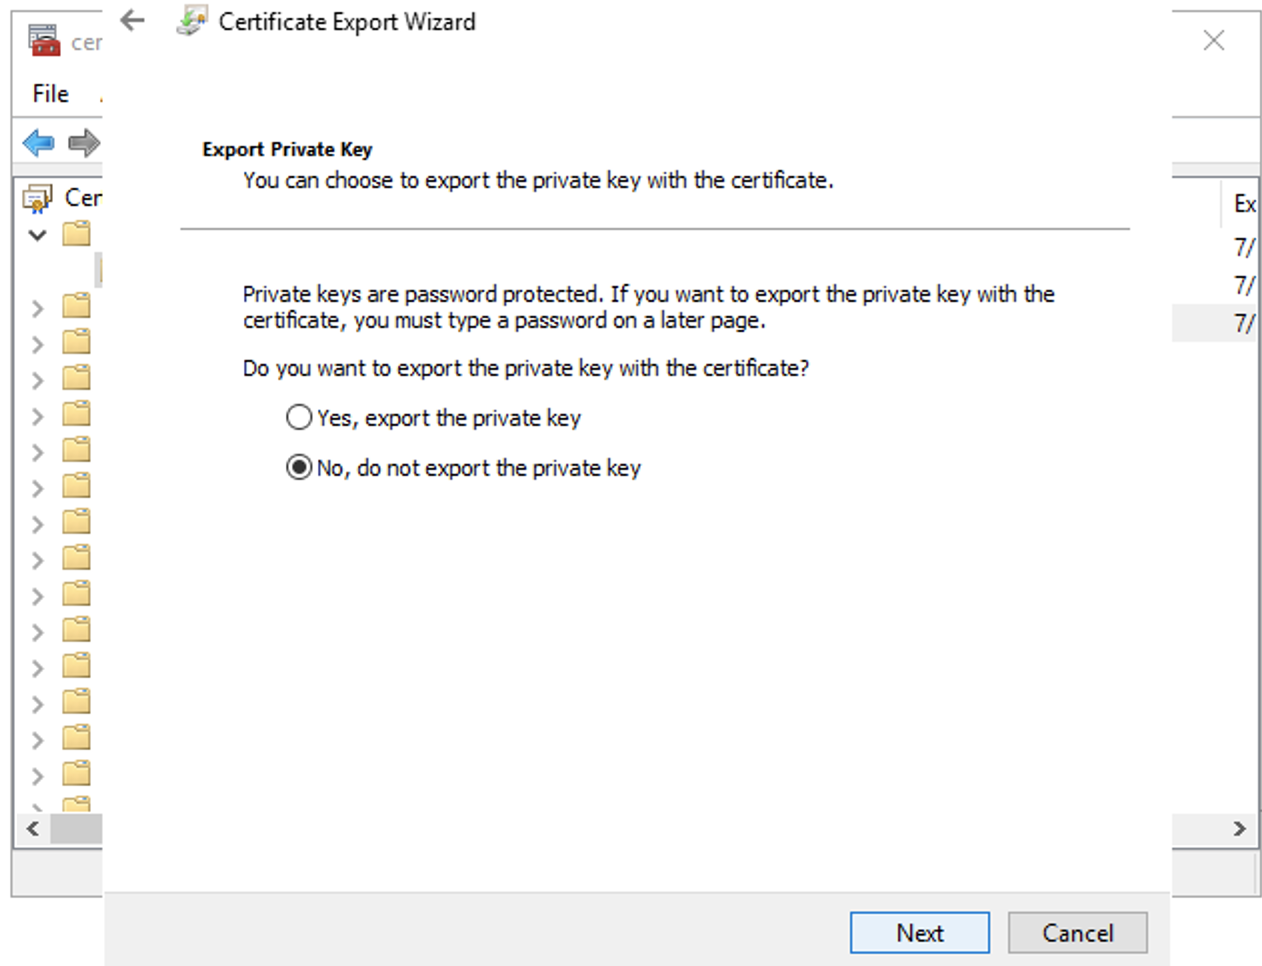 Certificate Export Wizard
cer
File
Export Private Key
You can choose to export the private key with the certificate.
Cer
Ex
7/
7/
7/
Private keys are password protected. If you want to export the private key with the
certificate, you must type a password on a later page.
Do you want to export the private key with the certificate?
Yes, export the private key
No, do not export the private key
Next
Cancel